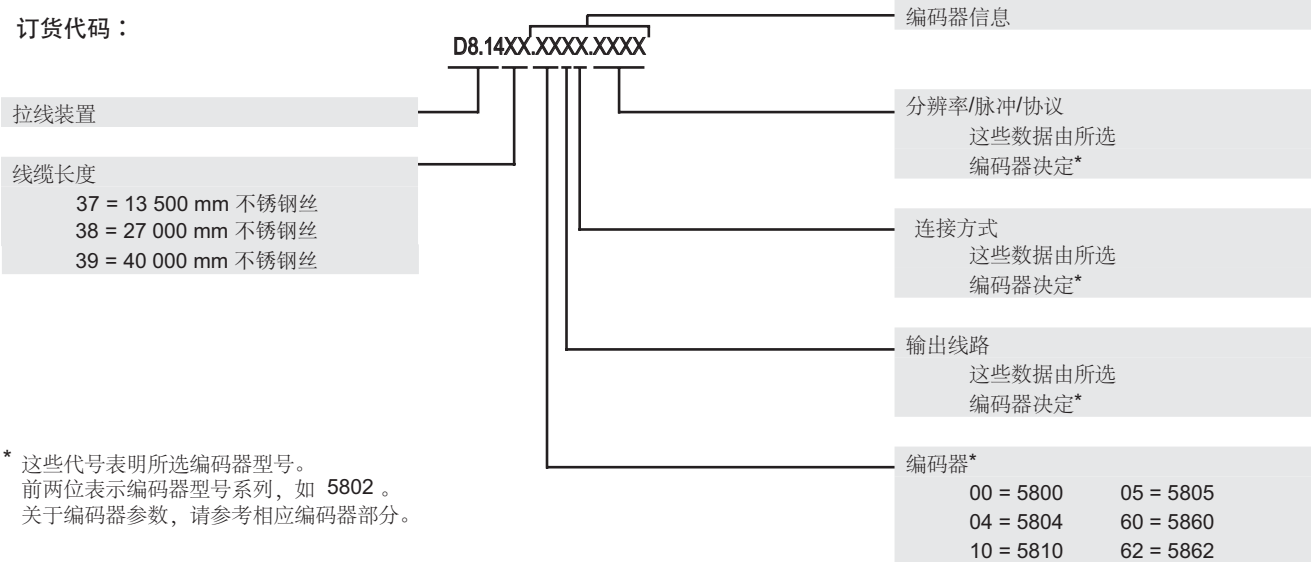 订货代码：
D8.14XX.XXXX.XXXX
拉线装置
线缆长度
37 = 13 500 mm 不锈钢丝
38 = 27 000 mm 不锈钢丝
39 = 40 000 mm 不锈钢丝
编码器信息
分辨率/脉冲/协议
这些数据由所选
编码器决定*
连接方式
这些数据由所选
编码器决定*
输出线路
这些数据由所选
编码器决定*
编码器*
00 = 5800 05 = 5805
04 = 5804 60 = 5860
10 = 5810 62 = 5862
* 这些代号表明所选编码器型号。
前两位表示编码器型号系列，如 5802 。
关于编码器参数，请参考相应编码器部分。